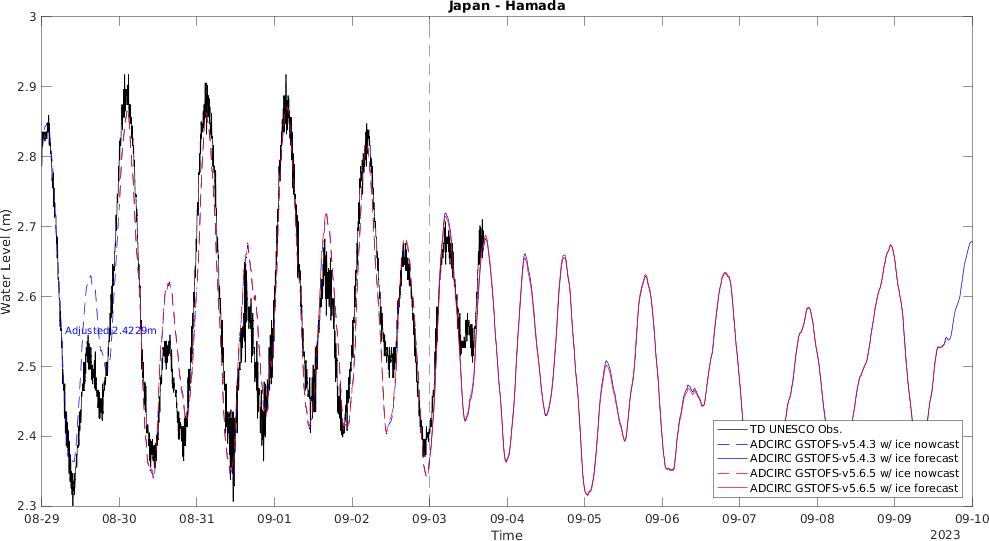 Japan - Hamada
3
2.9
2.8
2.7
2.6
2.5
2.4
2.3
Water Level (m)
Adjusted 2.4229m
TD UNESCO Obs.
ADCIRC GSTOFS-v5.4.3 w/ ice nowcast
ADCIRC GSTOFS-v5.4.3 w/ ice forecast
ADCIRC GSTOFS-v5.6.5 w/ ice nowcast
ADCIRC GSTOFS-v5.6.5 w/ ice forecast
08-29 08-30 08-31 09-01 09-02 09-03 09-04 09-05 09-06 09-07 09-08 09-09 09-10
Time
2023